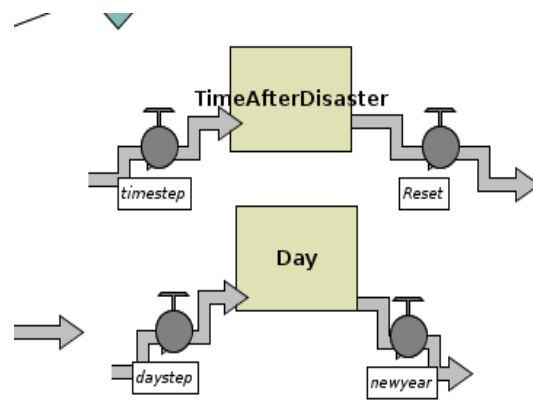 TimeAfterDisaster
timestep
Reset
Day
daystep
newyear